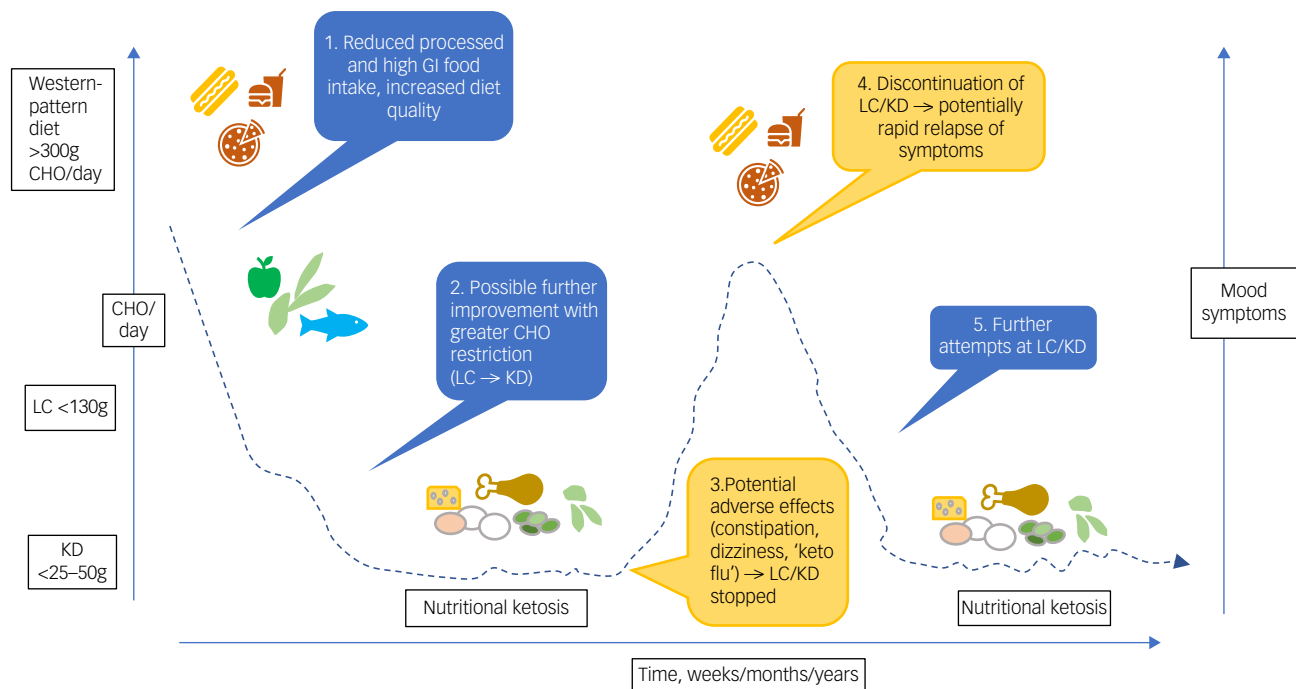 Western-
pattern
diet
>300g
CHO/day
CHO/
day
LC <130g
KD
<25–50g
1. Reduced processed
and high GI food
intake, increased diet
quality
2. Possible further
improvement with
greater CHO
restriction
(LC → KD)
Nutritional ketosis
3.Potential
adverse effects
(constipation,
dizziness, ‘keto
flu’) → LC/KD
stopped
4. Discontinuation of
LC/KD → potentially
rapid relapse of
symptoms
5. Further
attempts at LC/KD
Nutritional ketosis
Mood
symptoms
Time, weeks/months/years